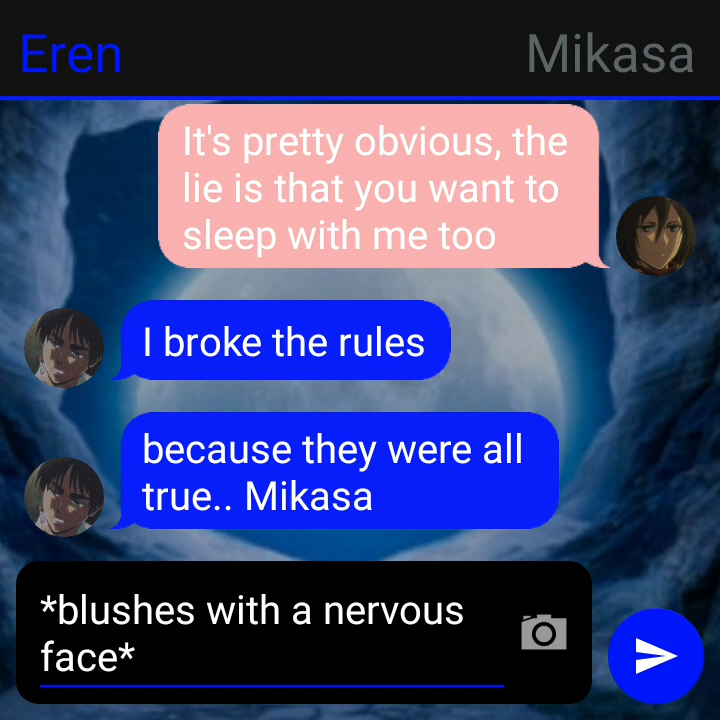 Eren
Mikasa
It's pretty obvious, the
lie is that you want to
sleep with me too
I broke the rules
because they were all
true.. Mikasa
*blushes with a nervous
face*